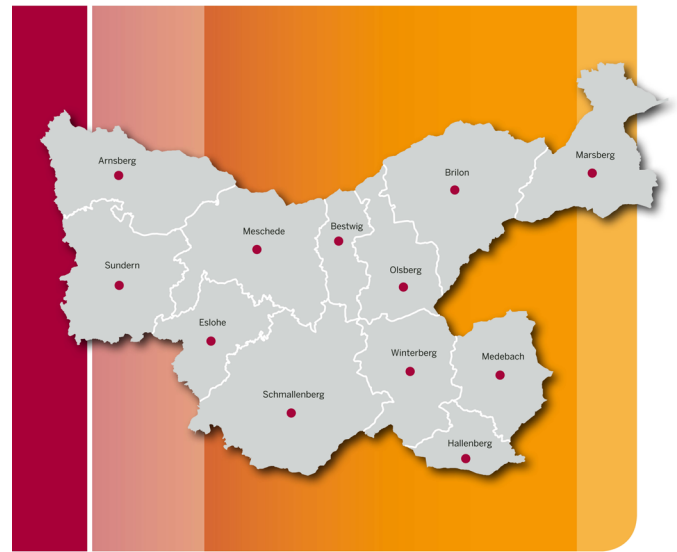 Arnsberg
Marsberg
Brilon
Bestwig
Meschede
Sundern
Olsberg
Eslohe
Winterberg
Medebach
Schmallenberg
Hallenberg